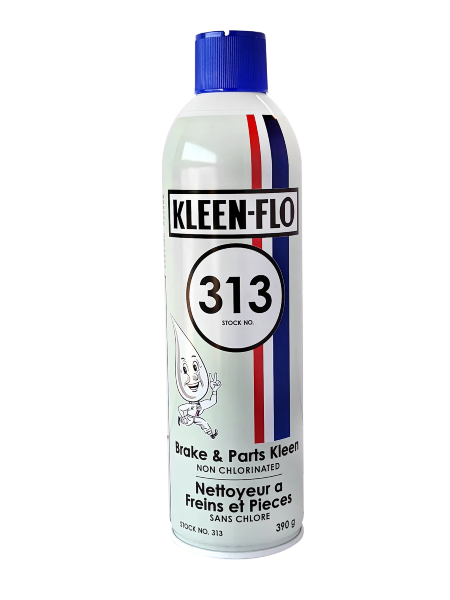 KLEEN-FLO
313
STOCK NO.
Brake & Parts Kleen
NON CHLORINATED
Nettoyeur a
Freins et Pieces
SANS CHLORE
STOCK NO. 313
390 g